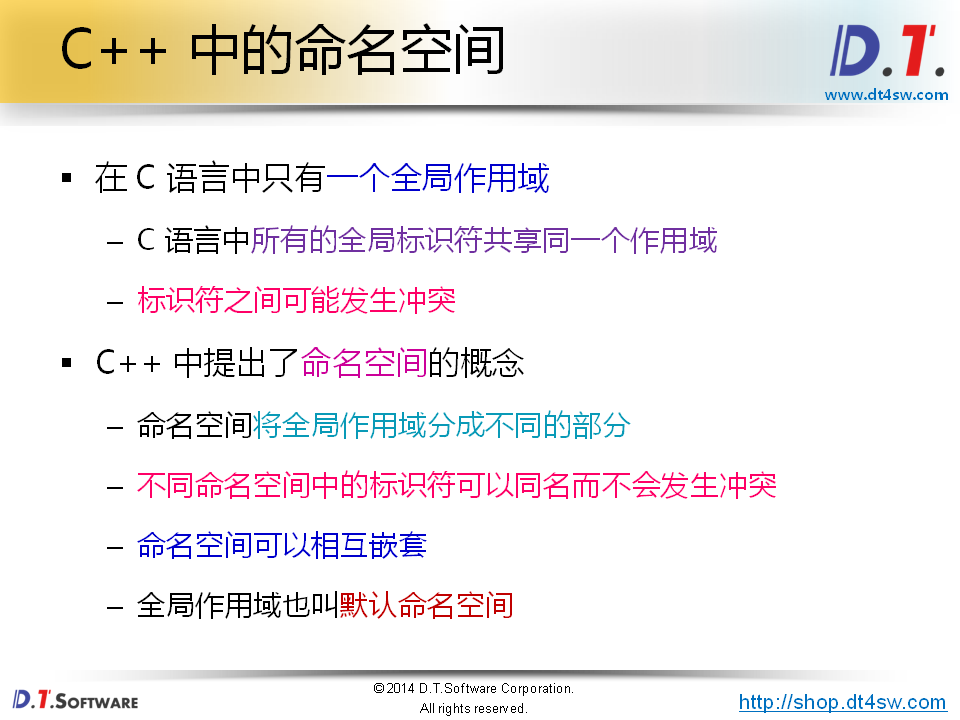 C++ 中的命名空间
D.T.
www.dt4sw.com
▪ 在 C 语言中只有一个全局作用域
– C 语言中所有的全局标识符共享同一个作用域
– 标识符之间可能发生冲突
▪ C++ 中提出了命名空间的概念
– 命名空间将全局作用域分成不同的部分
– 不同命名空间中的标识符可以同名而不会发生冲突
– 命名空间可以相互嵌套
– 全局作用域也叫默认命名空间
D.T.SOFTWARE
©2014 D.T.Software Corporation.
All rights reserved.
http://shop.dt4sw.com